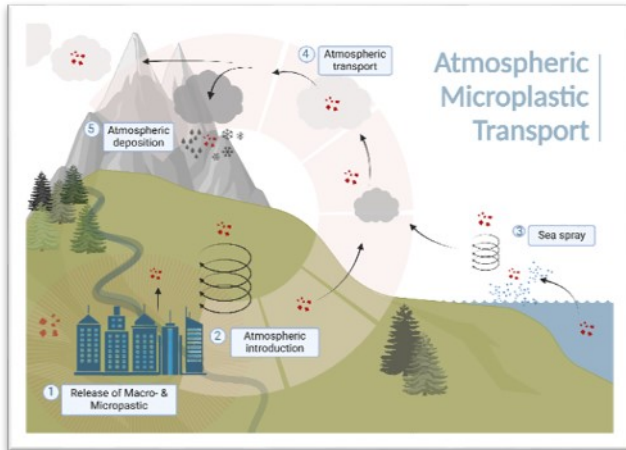 Atmospheric
Microplastic
Transport
1
Release of Macro- &
Micropastic
2
Atmospheric
introduction
3
Sea spray
4
Atmospheric
transport
5
Atmospheric
deposition